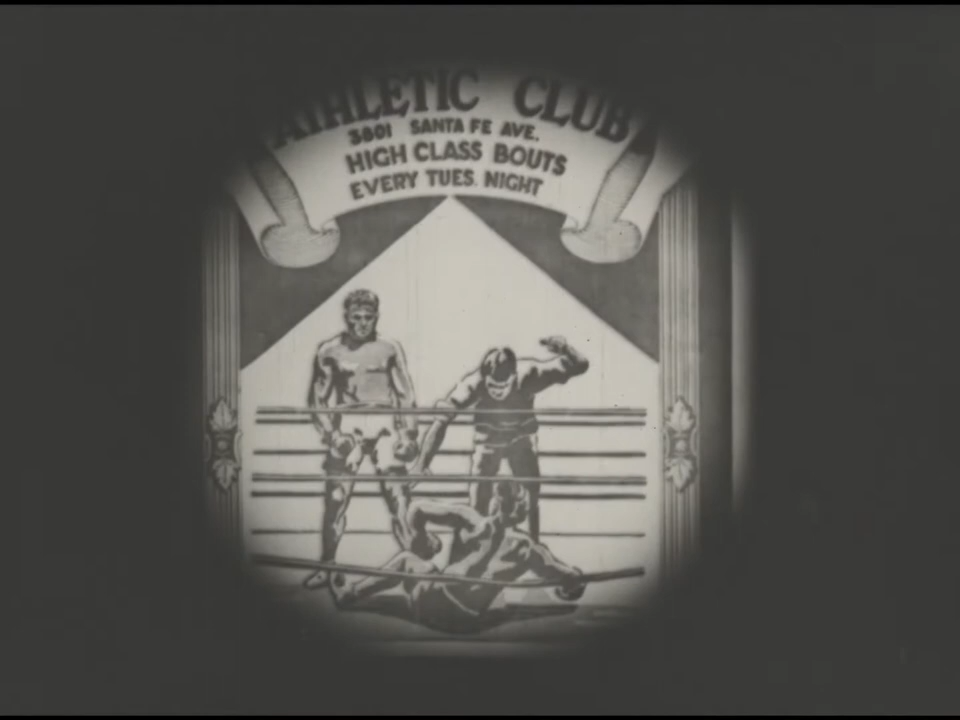 ATHLETIC CLUB
3801 SANTA FE AVE.
HIGH CLASS BOUTS
EVERY TUES. NIGHT